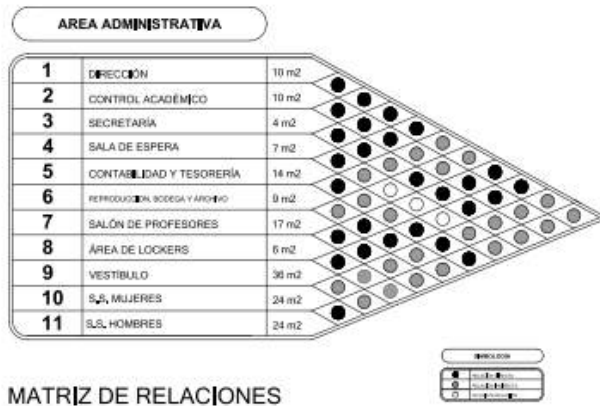 AREA ADMINISTRATIVA
1 DIRECCIÓN 10 m2
2 CONTROL ACADÉMICO 10 m2
3 SECRETARÍA 4 m2
4 SALA DE ESPERA 7 m2
5 CONTABILIDAD Y TESORERÍA 14 m2
6 REPRODUCCION, BODEGA Y ARCHIVO 9 m2
7 SALÓN DE PROFESORES 17 m2
8 ÁREA DE LOCKERS 6 m2
9 VESTÍBULO 36 m2
10 S.S. MUJERES 24 m2
11 S.S. HOMBRES 24 m2
SIMBOLOGIA
MATRIZ DE RELACIONES